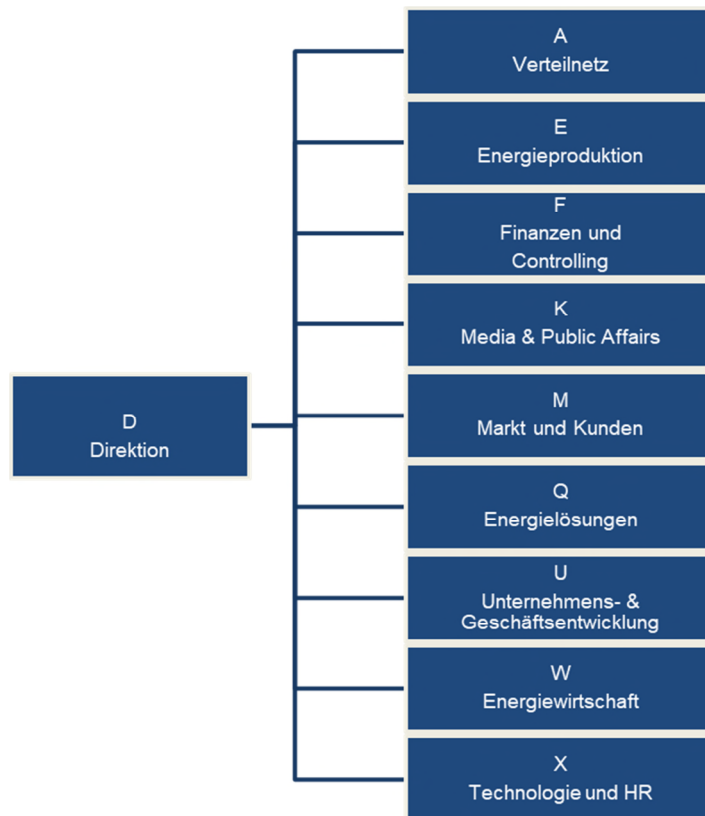 A
Verteilnetz
E
Energieproduktion
F
Finanzen und
Controlling
K
Media & Public Affairs
D
Direktion
M
Markt und Kunden
Q
Energielösungen
U
Unternehmens- &
Geschäftsentwicklung
W
Energiewirtschaft
X
Technologie und HR